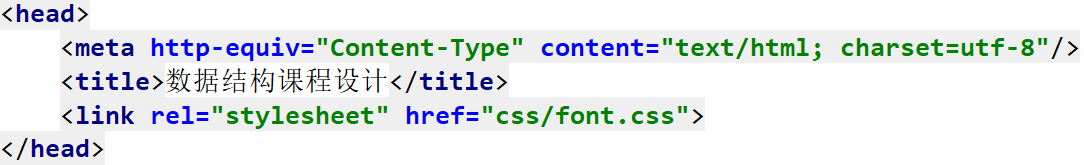 <head>
<meta http-equiv="Content-Type" content="text/html; charset=utf-8"/>
<title>数据结构课程设计</title>
<link rel="stylesheet" href="css/font.css">
</head>